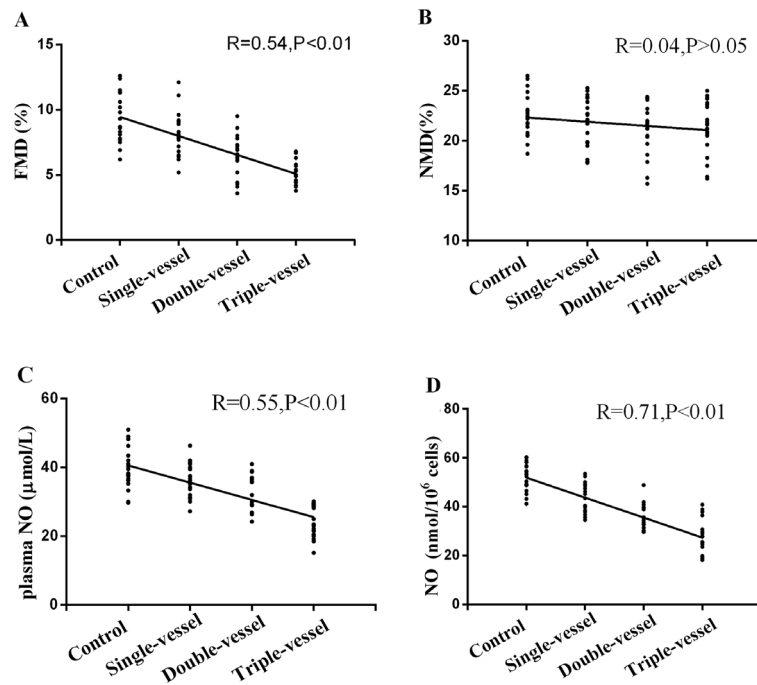 A
R=0.54,P<0.01
15
10
5
0
FMD (%)
Control
Single-vessel
Double-vessel
Triple-vessel
B
R=0.04,P>0.05
30
25
20
15
10
NMD(%)
Control
Single-vessel
Double-vessel
Triple-vessel
C
R=0.55,P<0.01
60
40
20
0
plasma NO (μmol/L)
Control
Single-vessel
Double-vessel
Triple-vessel
D
R=0.71,P<0.01
80
60
40
20
0
NO (nmol/10⁶ cells)
Control
Single-vessel
Double-vessel
Triple-vessel